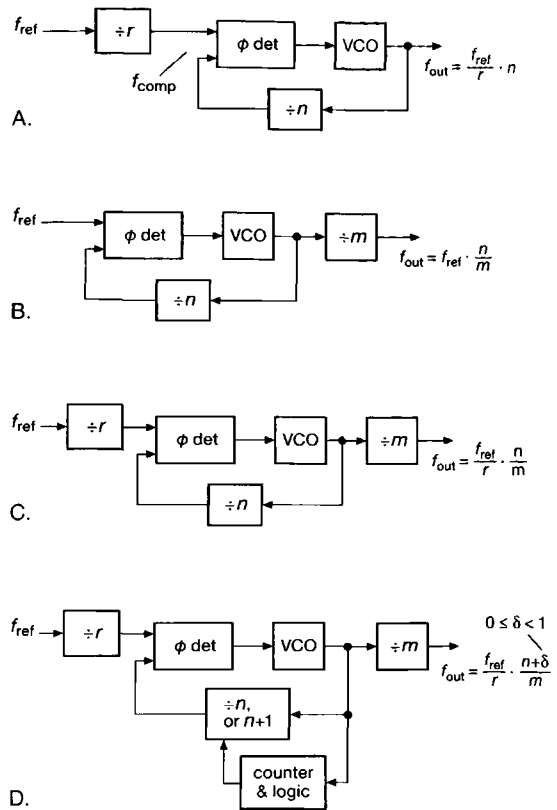 f_ref ÷r ϕ det VCO
f_out = f_ref/r · n
f_comp
÷n
A.
f_ref ϕ det VCO ÷m
f_out = f_ref · n/m
÷n
B.
f_ref ÷r ϕ det VCO ÷m
f_out = f_ref/r · n/m
÷n
C.
0 ≤ δ < 1
f_ref ÷r ϕ det VCO ÷m
f_out = f_ref/r · n+δ/m
÷n,
or n+1
counter
& logic
D.